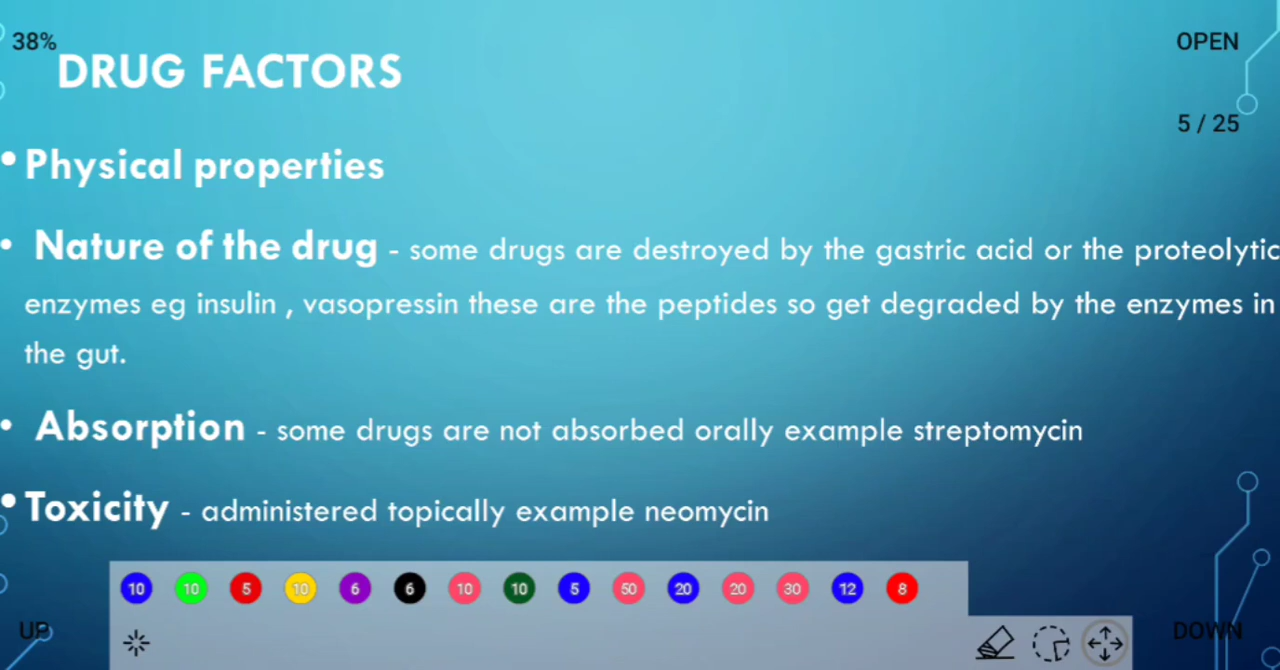 38%
OPEN
DRUG FACTORS
5 / 25
• Physical properties
• Nature of the drug - some drugs are destroyed by the gastric acid or the proteolytic
enzymes eg insulin , vasopressin these are the peptides so get degraded by the enzymes in
the gut.
• Absorption - some drugs are not absorbed orally example streptomycin
• Toxicity - administered topically example neomycin
10 10 5 10 6 6 10 10 5 50 20 20 30 12 8
UP
DOWN